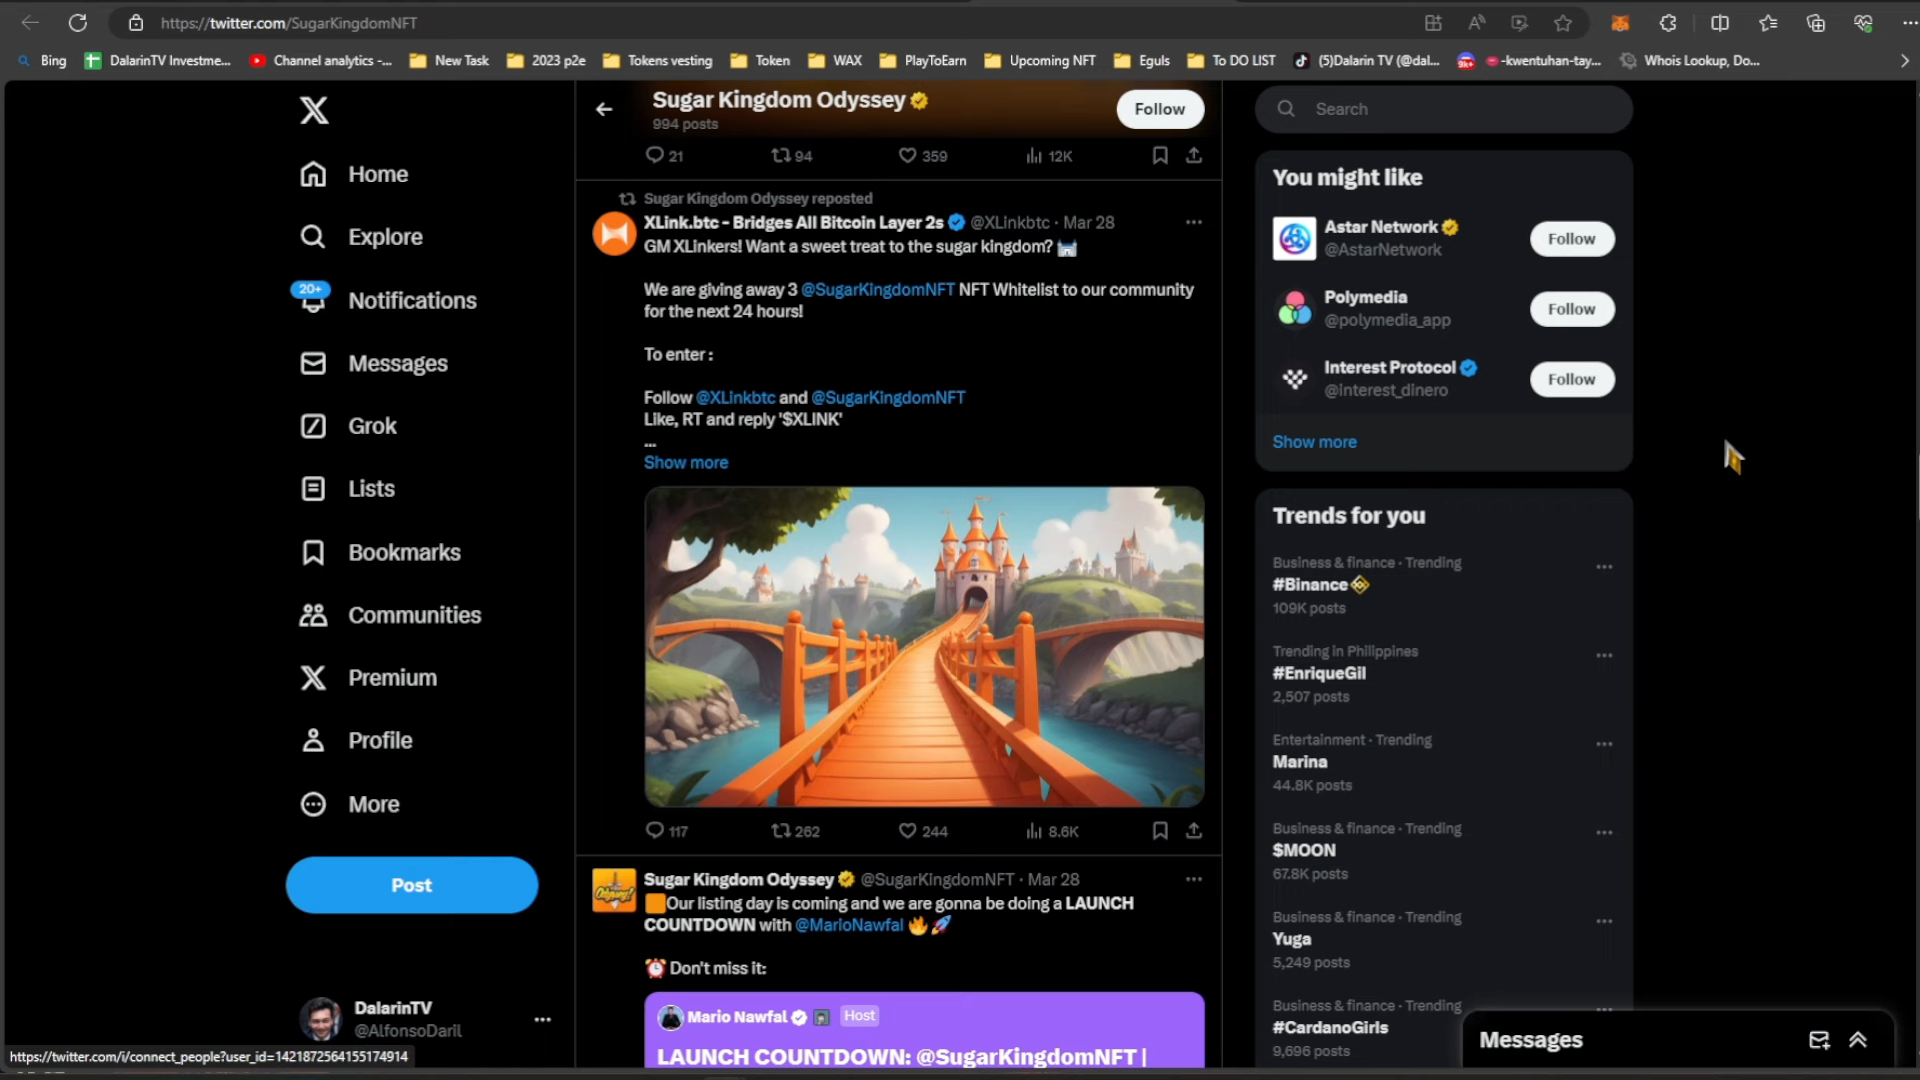 https://twitter.com/SugarKingdomNFT
Bing
DalarinTV Investme...
Channel analytics -...
New Task
2023 p2e
Tokens vesting
Token
WAX
PlayToEarn
Upcoming NFT
Eguls
To DO LIST
(5)Dalarin TV (@dal...
-kwentuhan-tay...
Whois Lookup, Do...
Home
Explore
20+
Notifications
Messages
Grok
Lists
Bookmarks
Communities
Premium
Profile
More
Post
DalarinTV
@AlfonsoDaril
https://twitter.com/i/connect_people?user_id=1421872564155174914
Sugar Kingdom Odyssey
994 posts
Follow
21 94 359 12K
Sugar Kingdom Odyssey reposted
XLink.btc - Bridges All Bitcoin Layer 2s @XLinkbtc · Mar 28
GM XLinkers! Want a sweet treat to the sugar kingdom?
We are giving away 3 @SugarKingdomNFT NFT Whitelist to our community
for the next 24 hours!
To enter :
Follow @XLinkbtc and @SugarKingdomNFT
Like, RT and reply '$XLINK'
...
Show more
117 262 244 8.6K
Sugar Kingdom Odyssey @SugarKingdomNFT · Mar 28
Our listing day is coming and we are gonna be doing a LAUNCH
COUNTDOWN with @MarioNawfal
Don't miss it:
Mario Nawfal Host
LAUNCH COUNTDOWN: @SugarKingdomNFT |
Search
You might like
Astar Network
@AstarNetwork
Follow
Polymedia
@polymedia_app
Follow
Interest Protocol
@interest_dinero
Follow
Show more
Trends for you
Business & finance · Trending
#Binance
109K posts
Trending in Philippines
#EnriqueGil
2,507 posts
Entertainment · Trending
Marina
44.8K posts
Business & finance · Trending
$MOON
67.8K posts
Business & finance · Trending
Yuga
5,249 posts
Business & finance · Trending
#CardanoGirls
9,696 posts
Messages